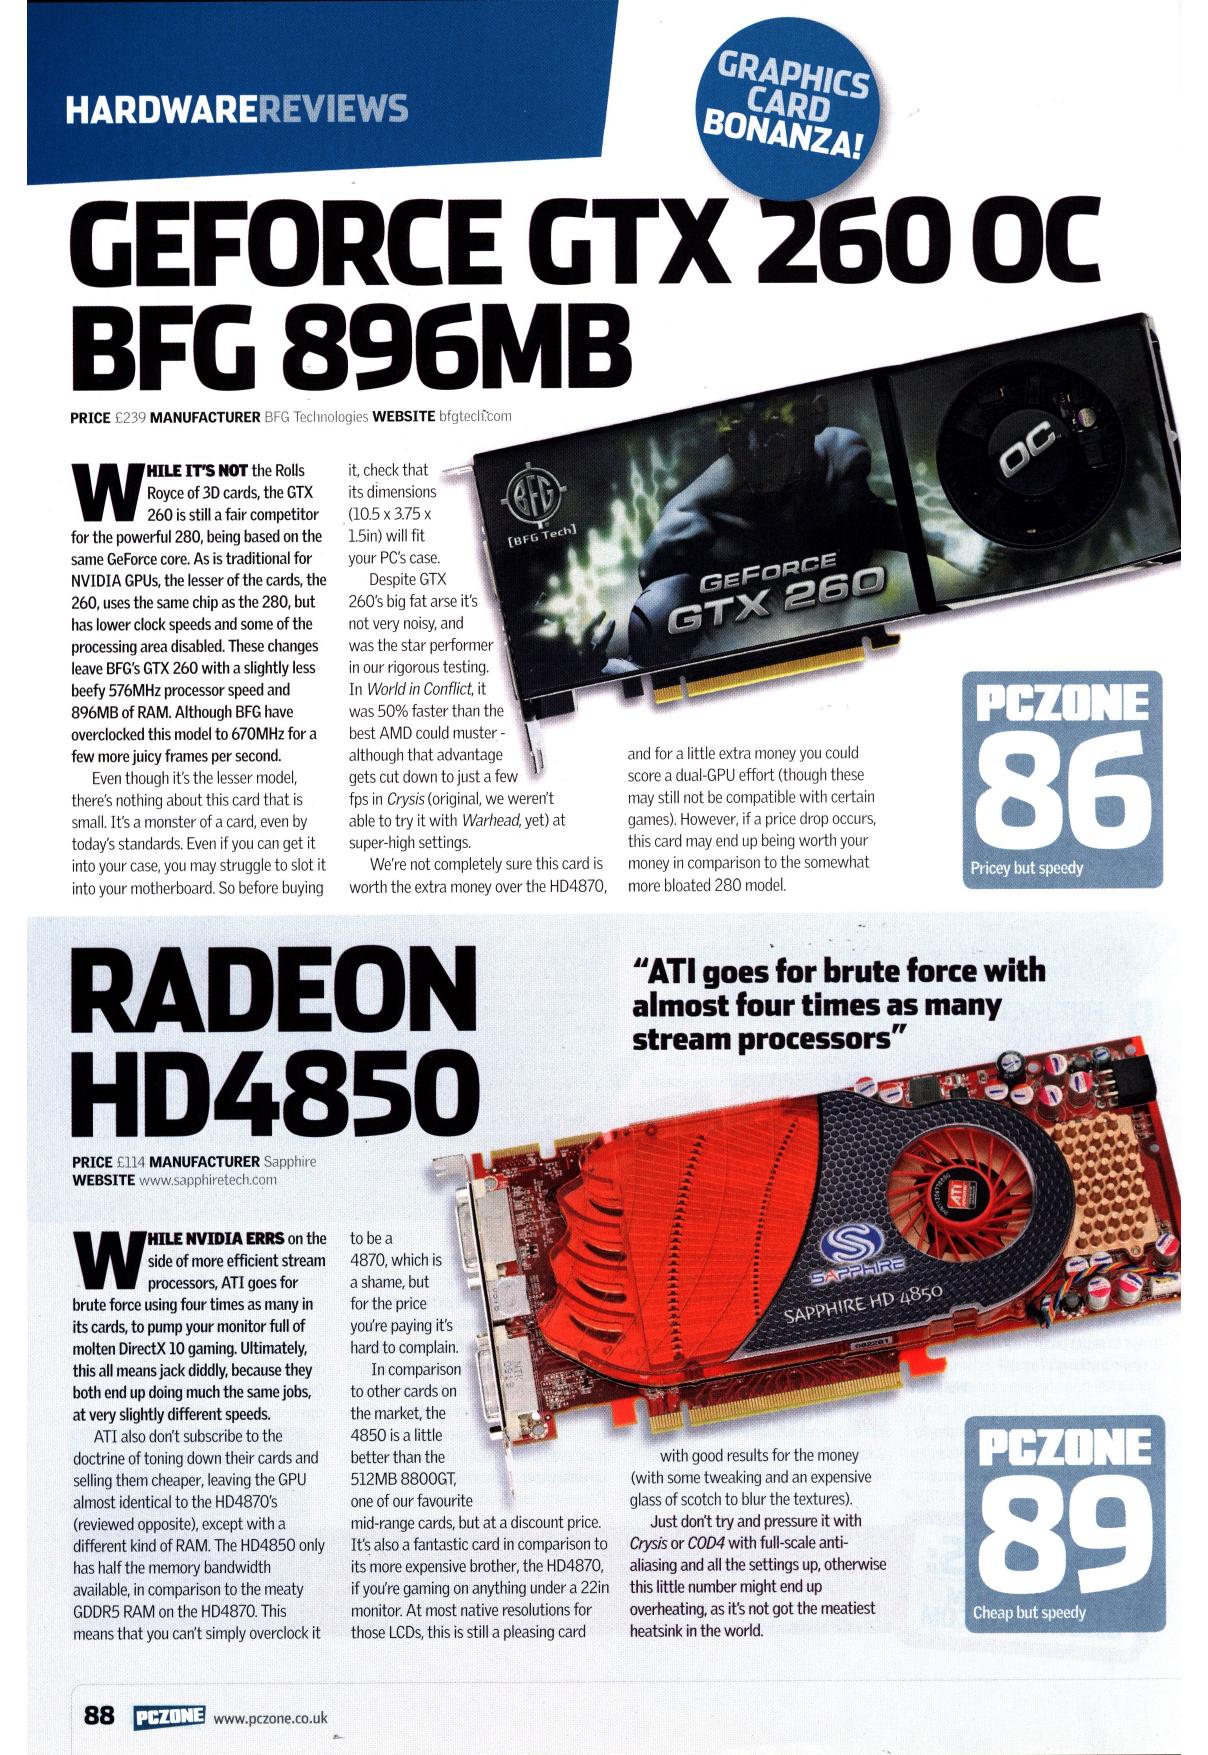 HARDWAREREVIEWS
GRAPHICS
CARD
BONANZA!
GEFORCE GTX 260 OC
BFG 896MB
PRICE £239 MANUFACTURER BFG Technologies WEBSITE bfgtech.com
WHILE IT'S NOT the Rolls
Royce of 3D cards, the GTX
260 is still a fair competitor
for the powerful 280, being based on the
same GeForce core. As is traditional for
NVIDIA GPUs, the lesser of the cards, the
260, uses the same chip as the 280, but
has lower clock speeds and some of the
processing area disabled. These changes
leave BFG's GTX 260 with a slightly less
beefy 576MHz processor speed and
896MB of RAM. Although BFG have
overclocked this model to 670MHz for a
few more juicy frames per second.
Even though it's the lesser model,
there's nothing about this card that is
small. It's a monster of a card, even by
today's standards. Even if you can get it
into your case, you may struggle to slot it
into your motherboard. So before buying
it, check that
its dimensions
(10.5 x 3.75 x
1.5in) will fit
your PC's case.
Despite GTX
260's big fat arse it's
not very noisy, and
was the star performer
in our rigorous testing.
In World in Conflict, it
was 50% faster than the
best AMD could muster -
although that advantage
gets cut down to just a few
fps in Crysis (original, we weren't
able to try it with Warhead, yet) at
super-high settings.
We're not completely sure this card is
worth the extra money over the HD4870,
and for a little extra money you could
score a dual-GPU effort (though these
may still not be compatible with certain
games). However, if a price drop occurs,
this card may end up being worth your
money in comparison to the somewhat
more bloated 280 model.
BFG
[BFG Tech]
GEFORCE
GTX 260
OC
PCZONE
86
Pricey but speedy
RADEON
HD4850
PRICE £114 MANUFACTURER Sapphire
WEBSITE www.sapphiretech.com
"ATI goes for brute force with
almost four times as many
stream processors"
WHILE NVIDIA ERRS on the
side of more efficient stream
processors, ATI goes for
brute force using four times as many in
its cards, to pump your monitor full of
molten DirectX 10 gaming. Ultimately,
this all means jack diddly, because they
both end up doing much the same jobs,
at very slightly different speeds.
ATI also don't subscribe to the
doctrine of toning down their cards and
selling them cheaper, leaving the GPU
almost identical to the HD4870's
(reviewed opposite), except with a
different kind of RAM. The HD4850 only
has half the memory bandwidth
available, in comparison to the meaty
GDDR5 RAM on the HD4870. This
means that you can't simply overclock it
to be a
4870, which is
a shame, but
for the price
you're paying it's
hard to complain.
In comparison
to other cards on
the market, the
4850 is a little
better than the
512MB 8800GT,
one of our favourite
mid-range cards, but at a discount price.
It's also a fantastic card in comparison to
its more expensive brother, the HD4870,
if you're gaming on anything under a 22in
monitor. At most native resolutions for
those LCDs, this is still a pleasing card
with good results for the money
(with some tweaking and an expensive
glass of scotch to blur the textures).
Just don't try and pressure it with
Crysis or COD4 with full-scale anti-
aliasing and all the settings up, otherwise
this little number might end up
overheating, as it's not got the meatiest
heatsink in the world.
ATI
SAPPHIRE
SAPPHIRE HD 4850
PCZONE
89
Cheap but speedy
88 PCZONE www.pczone.co.uk